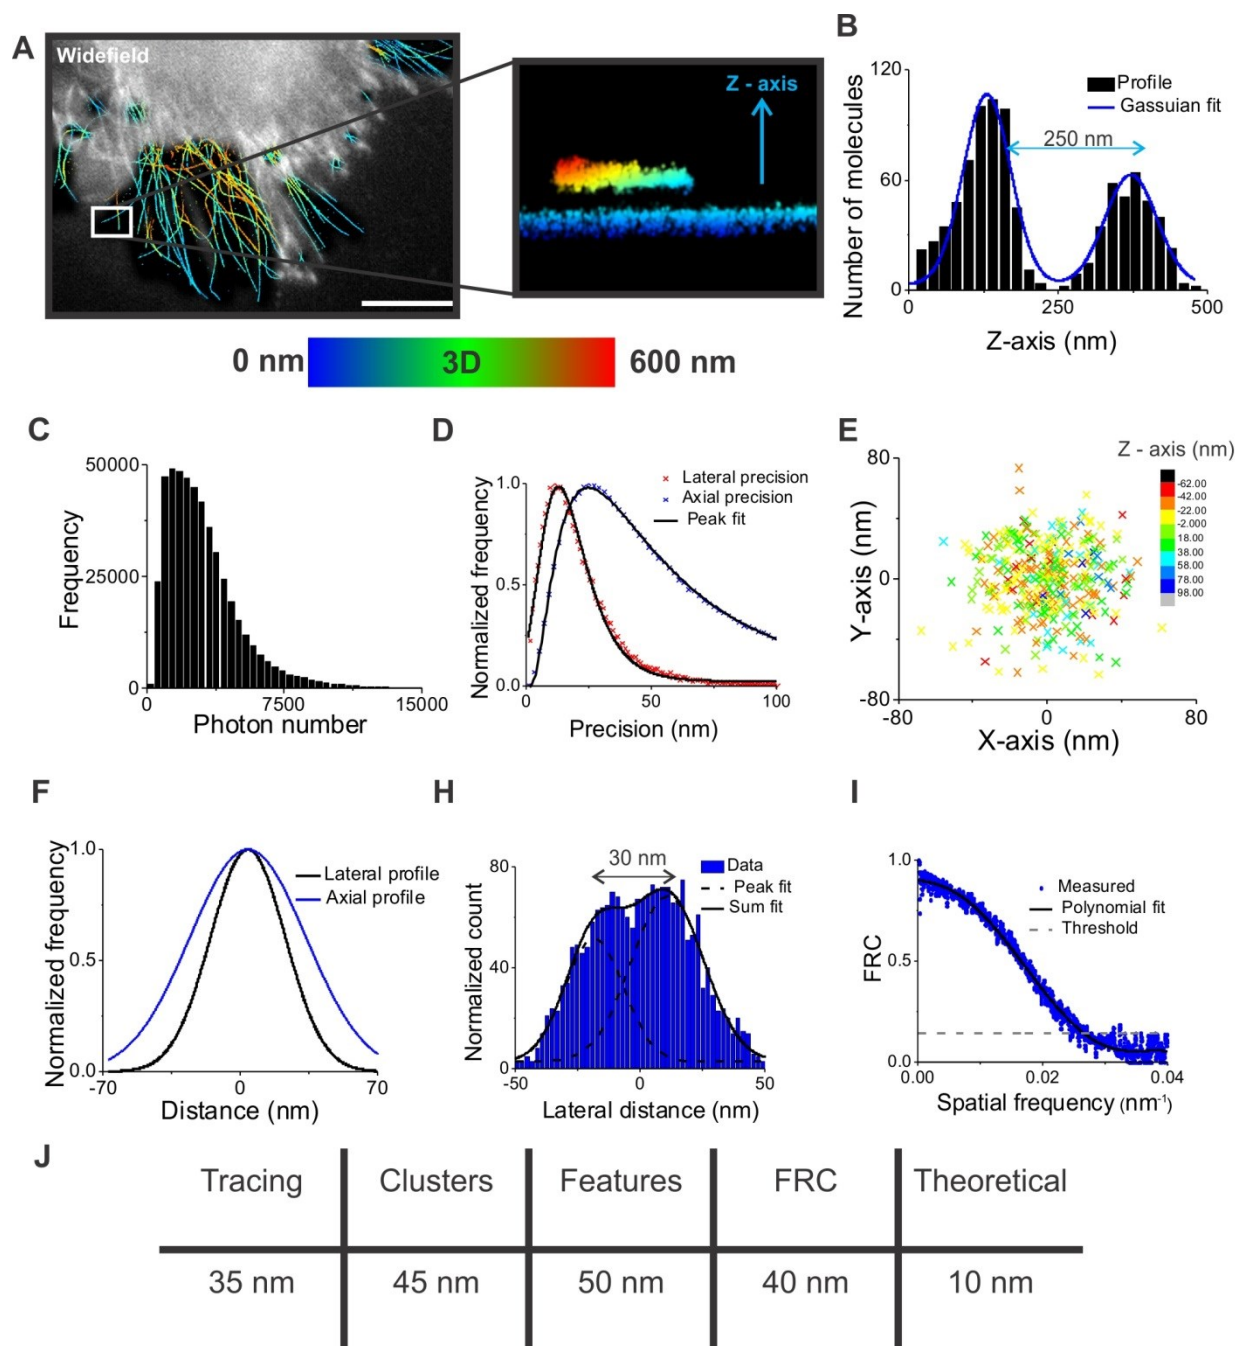 A
Widefield
Z - axis
0 nm
3D
600 nm
B
Number of molecules
120
60
0
Profile
Gassuian fit
250 nm
0
250
500
Z-axis (nm)
C
Frequency
50000
25000
0
0
7500
15000
Photon number
D
Normalized frequency
1.0
0.5
0.0
Lateral precision
Axial precision
Peak fit
0
50
100
Precision (nm)
E
Z - axis (nm)
-62.00
-42.00
-22.00
-2.000
18.00
38.00
58.00
78.00
98.00
Y-axis (nm)
80
0
-80
-80
0
80
X-axis (nm)
F
Normalized frequency
1.0
0.5
0.0
Lateral profile
Axial profile
-70
0
70
Distance (nm)
H
Normalized count
80
40
0
30 nm
Data
Peak fit
Sum fit
-50
0
50
Lateral distance (nm)
I
FRC
1.0
0.5
0.0
Measured
Polynomial fit
Threshold
0.00
0.02
0.04
Spatial frequency (nm⁻¹)
J
Tracing Clusters Features FRC Theoretical
35 nm 45 nm 50 nm 40 nm 10 nm